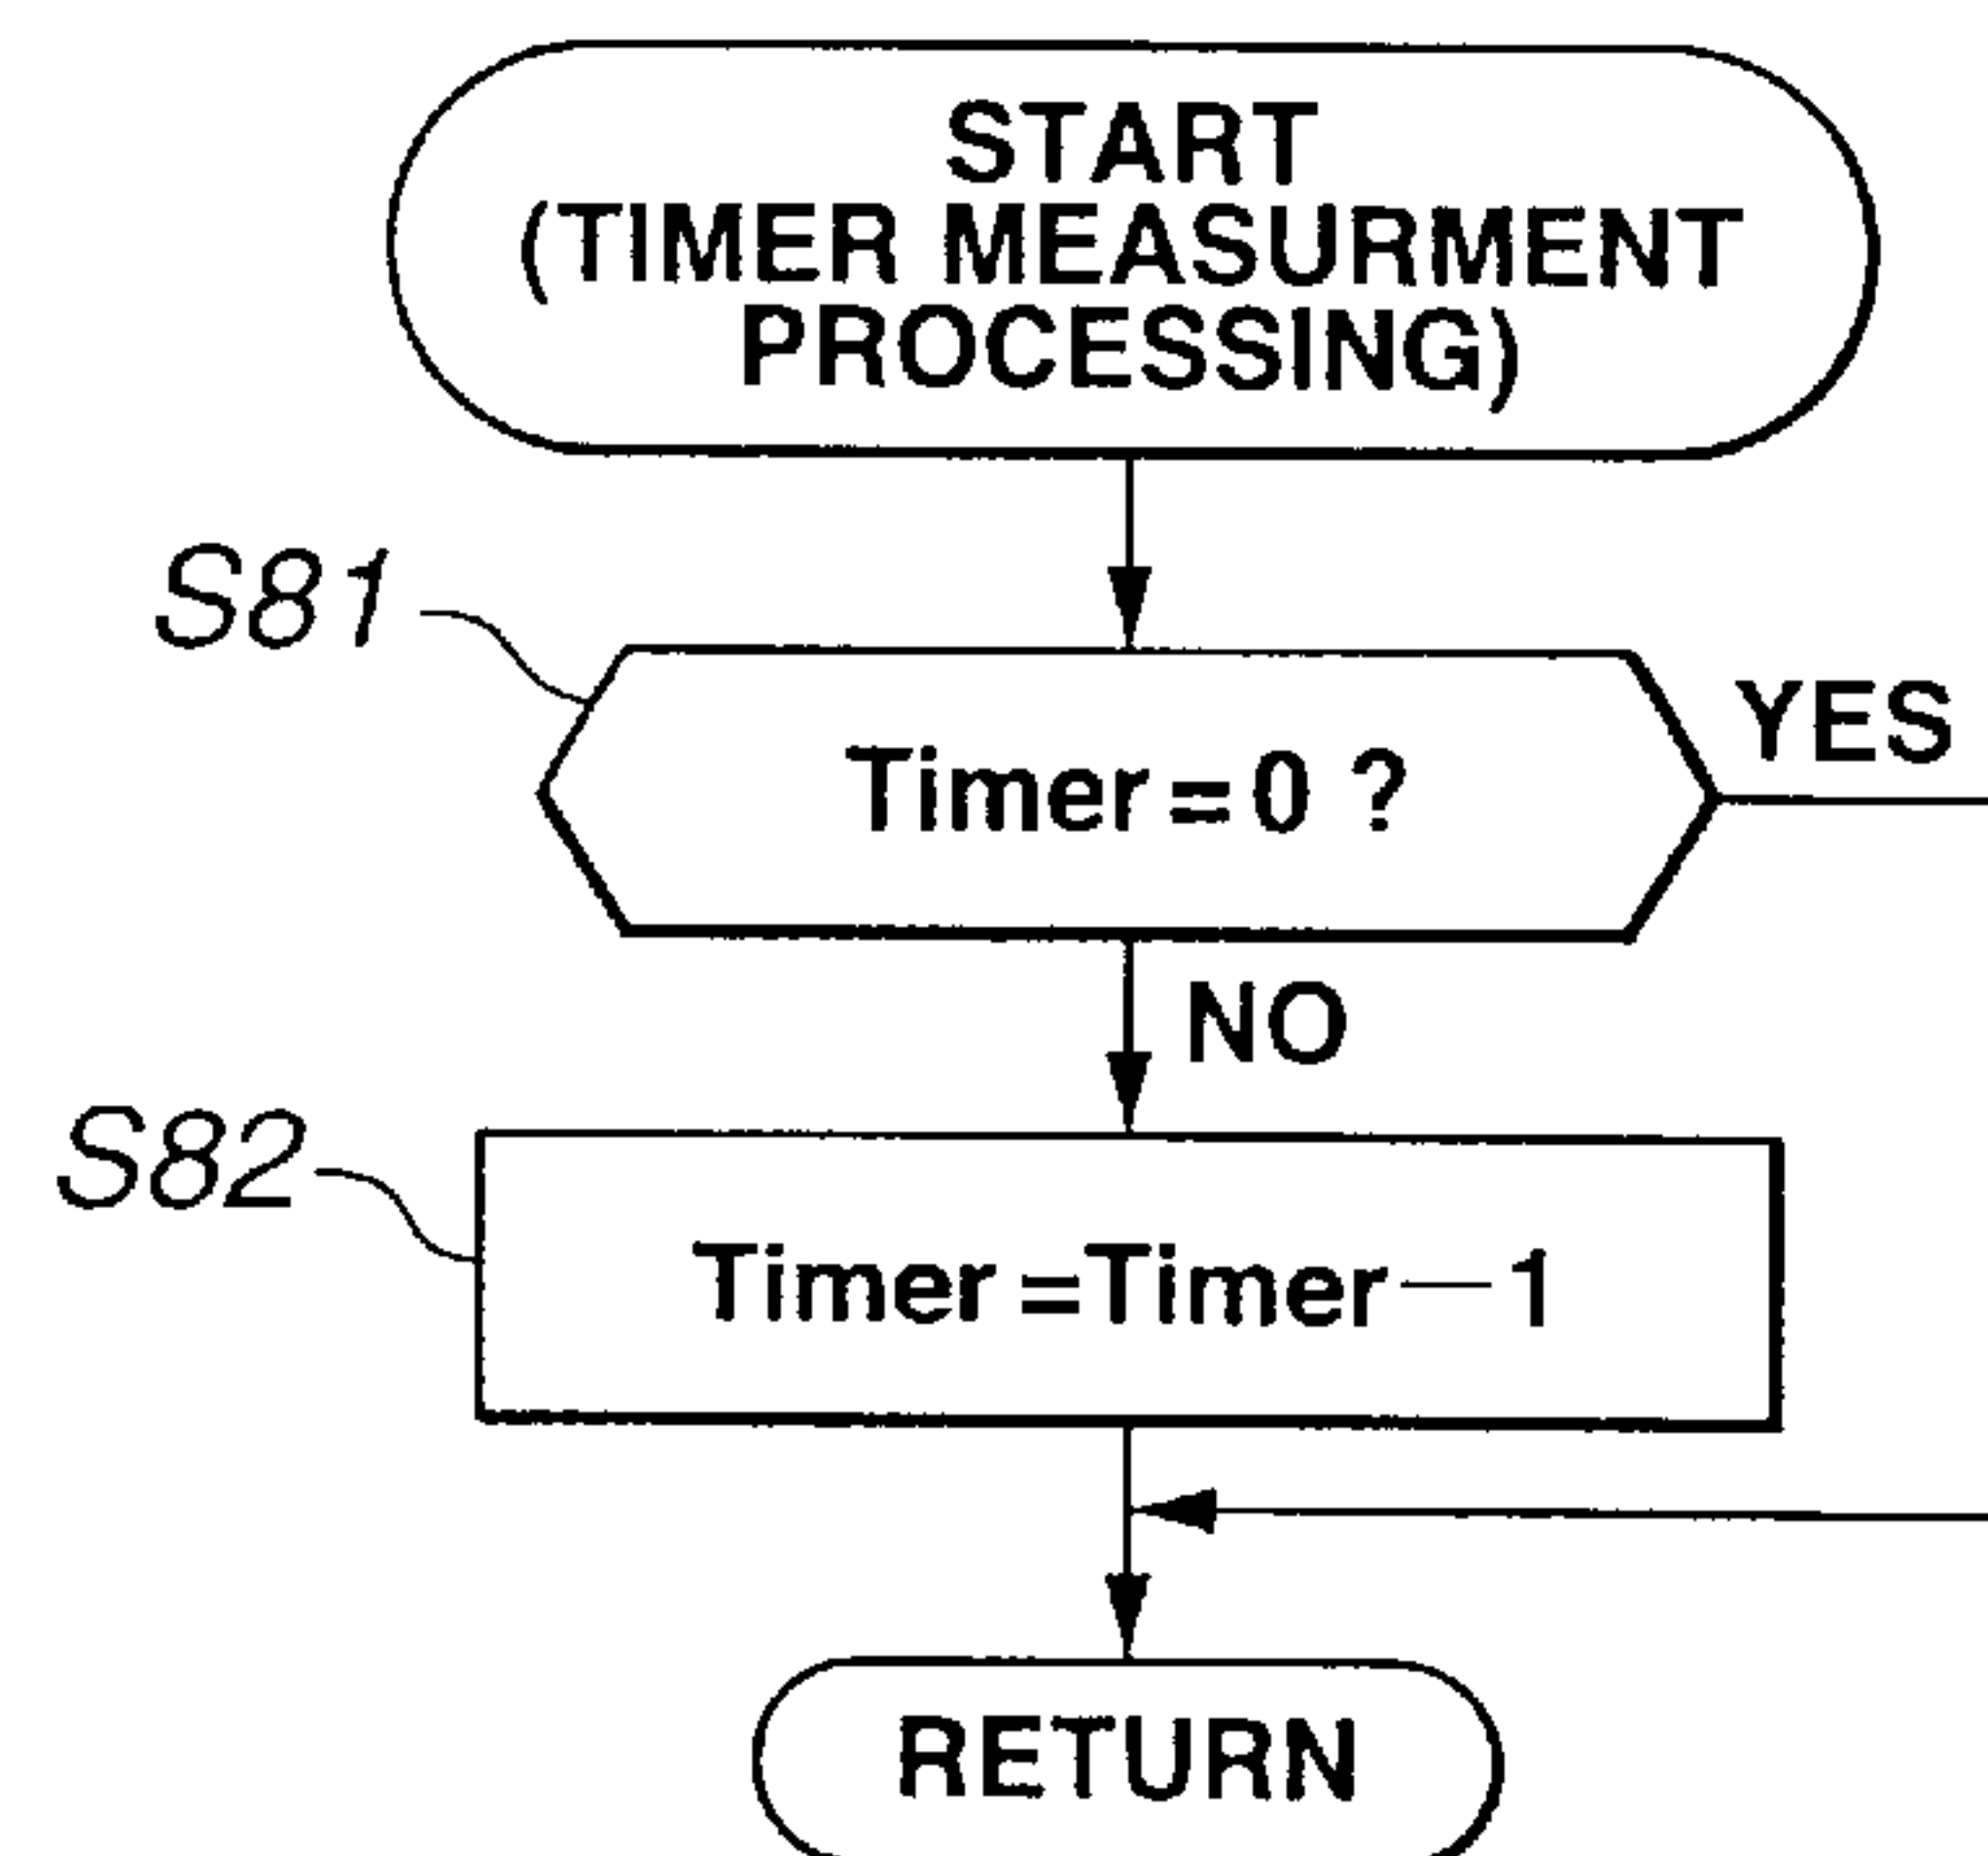 START
(TIMER MEASURMENT
PROCESSING)
S81
Timer=0 ?
YES
NO
S82
Timer=Timer—1
RETURN